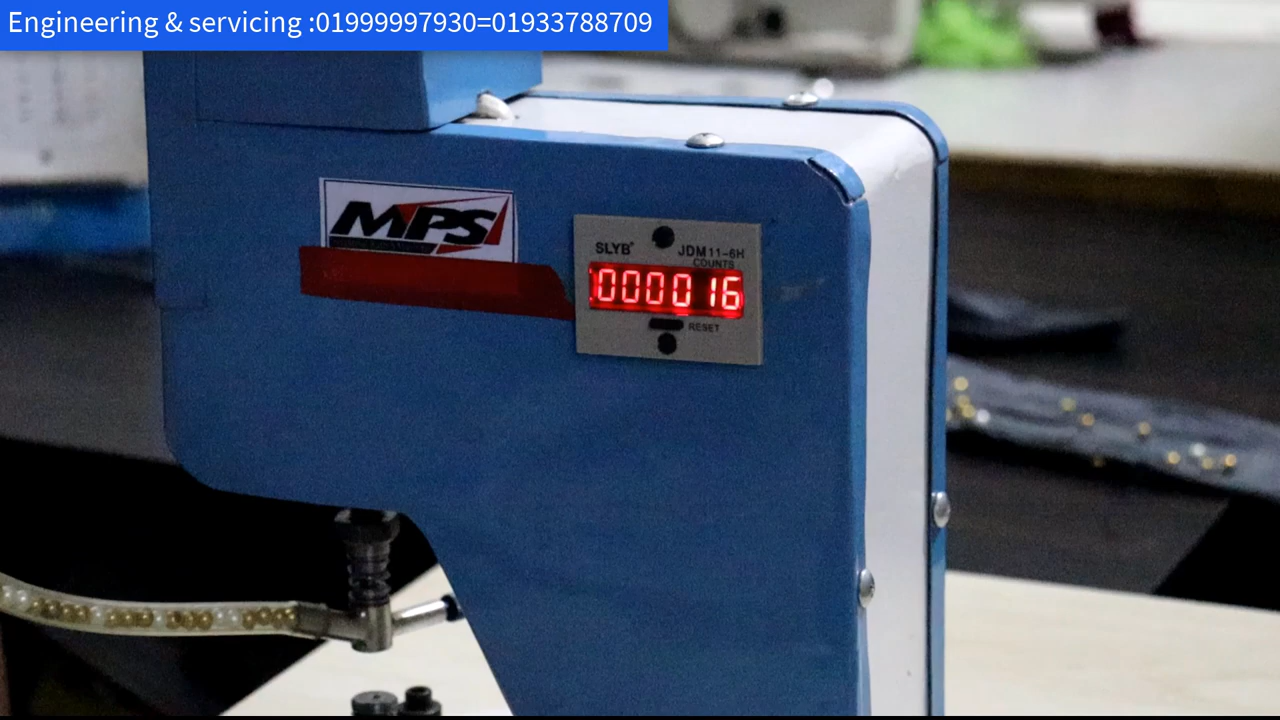 Engineering & servicing :01999997930=01933788709
MPS
SLYB®
JDM11-6H
COUNTS
000016
RESET